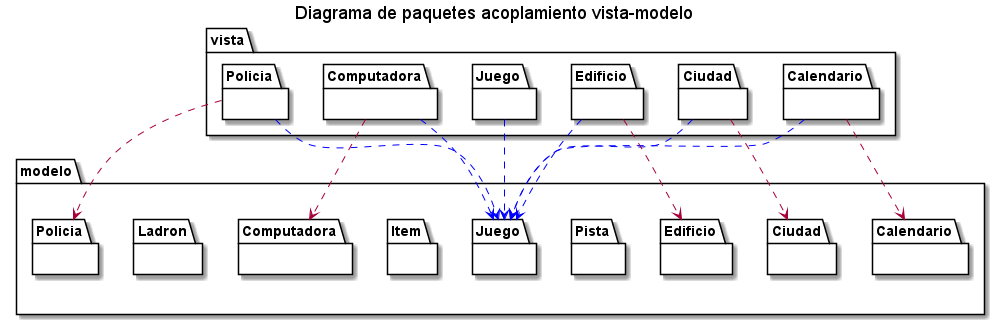 Diagrama de paquetes acoplamiento vista-modelo
vista
Policia Computadora Juego Edificio Ciudad Calendario
modelo
Policia Ladron Computadora Item Juego Pista Edificio Ciudad Calendario